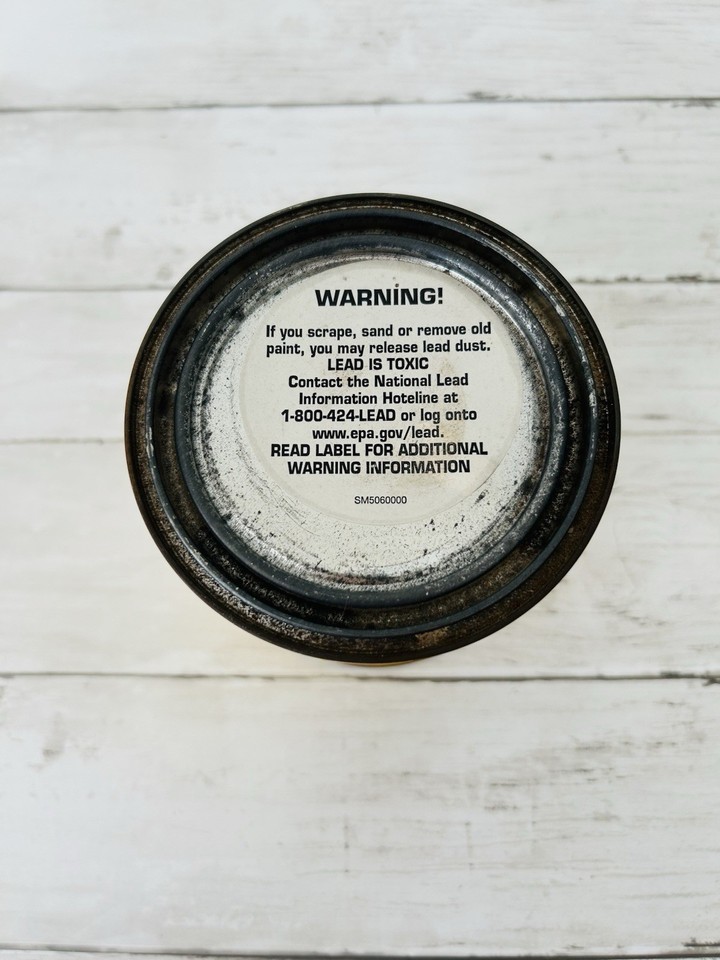 WARNING!
If you scrape, sand or remove old
paint, you may release lead dust.
LEAD IS TOXIC
Contact the National Lead
Information Hoteline at
1-800-424-LEAD or log onto
www.epa.gov/lead.
READ LABEL FOR ADDITIONAL
WARNING INFORMATION
SM5060000